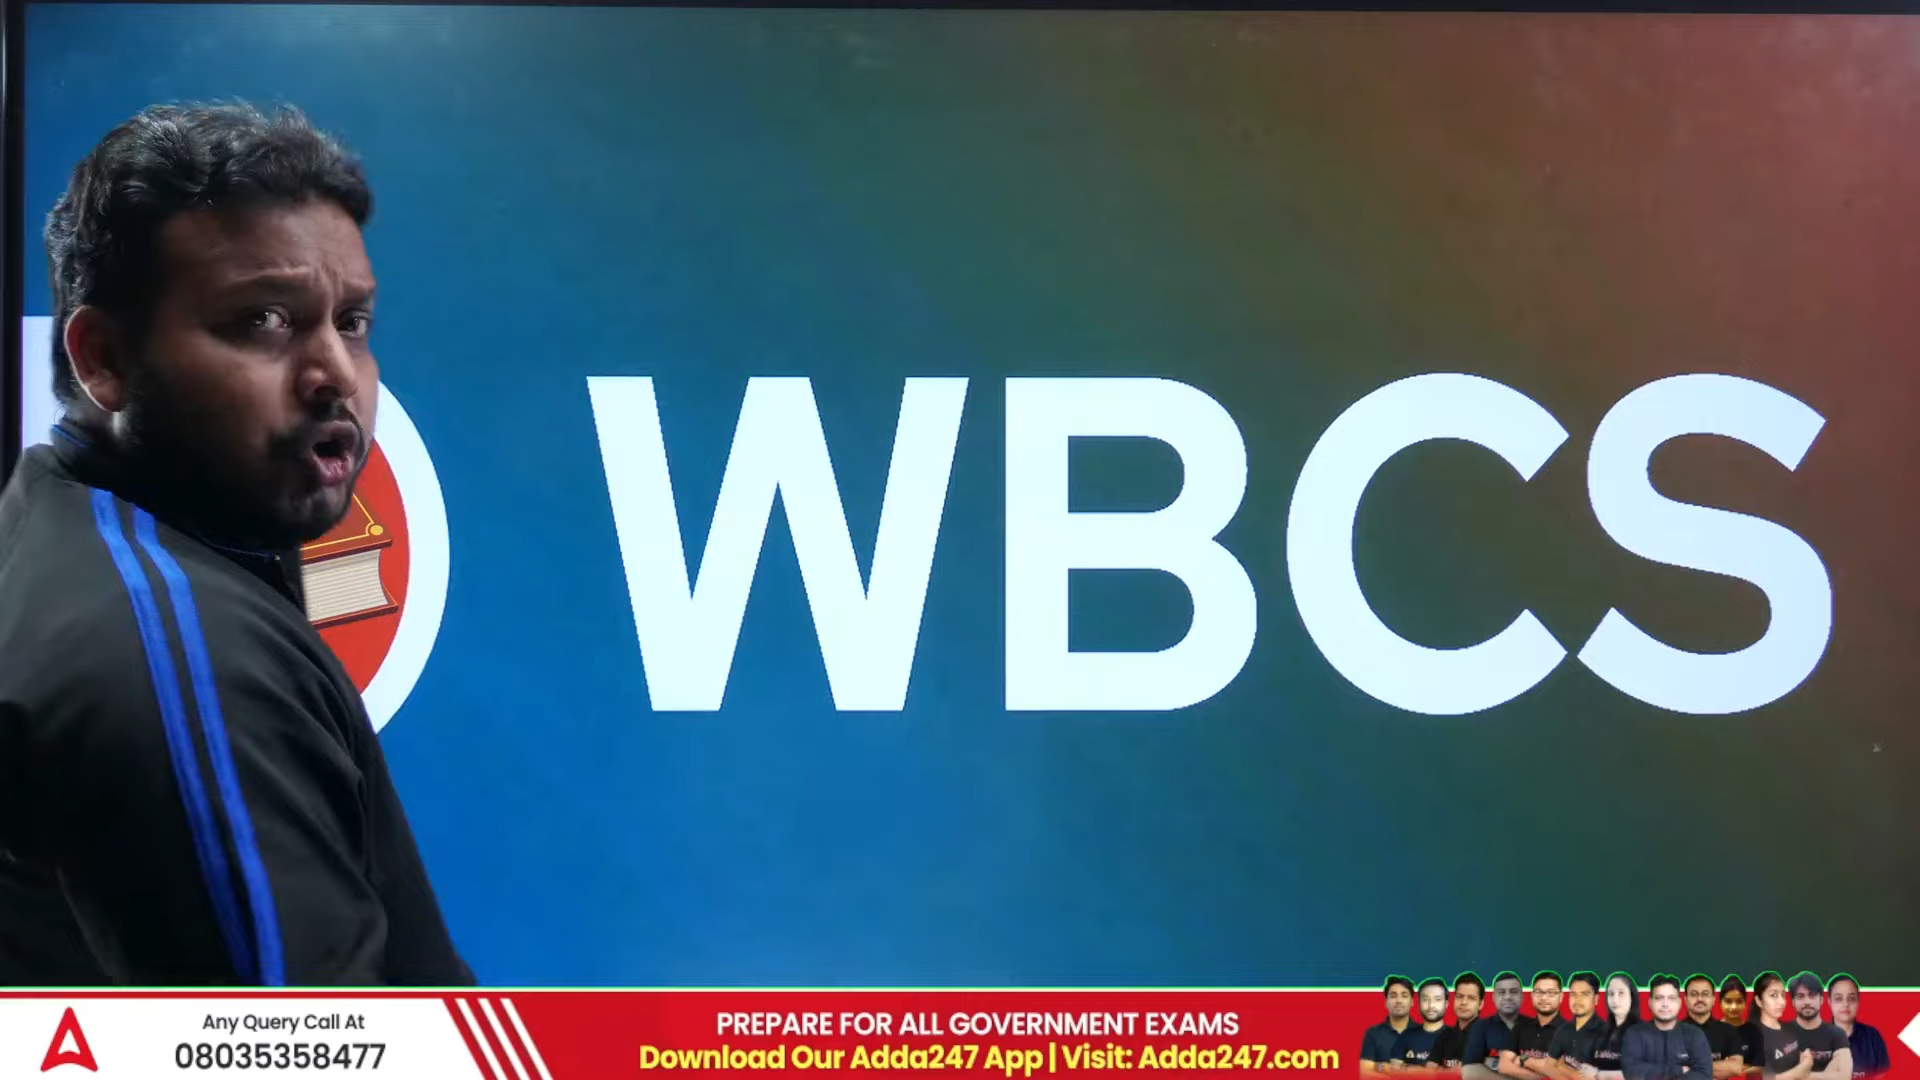 WBCS
Any Query Call At
08035358477
PREPARE FOR ALL GOVERNMENT EXAMS
Download Our Adda247 App | Visit: Adda247.com